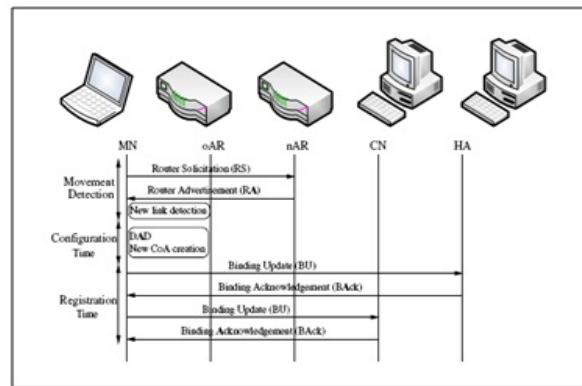 MN oAR nAR CN HA
Movement
Detection
Router Solicitation (RS)
Router Advertisement (RA)
New link detection
Configuration
Time
DAD
New CoA creation
Registration
Time
Binding Update (BU)
Binding Acknowledgement (BAck)
Binding Update (BU)
Binding Acknowledgement (BAck)